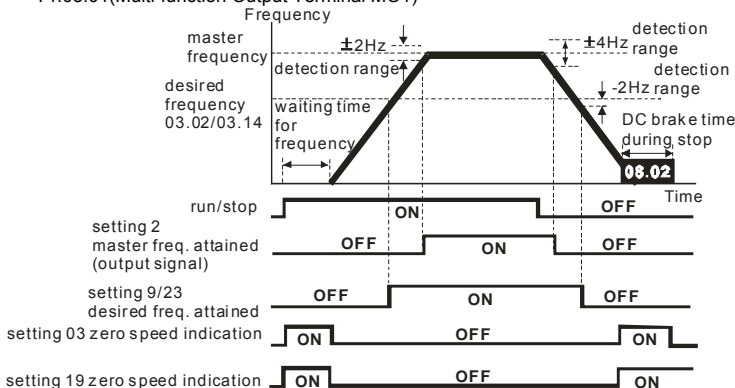 Frequency
master
frequency
±2Hz
detection range
±4Hz
detection
range
detection
range
-2Hz
desired
frequency
03.02/03.14
waiting time
for
frequency
DC brake time
during stop
08.02
Time
run/stop
ON
OFF
setting 2
master freq. attained
(output signal)
OFF
ON
OFF
setting 9/23
desired freq. attained
OFF
ON
OFF
setting 03 zero speed indication
ON
OFF
ON
setting 19 zero speed indication
ON
OFF
ON